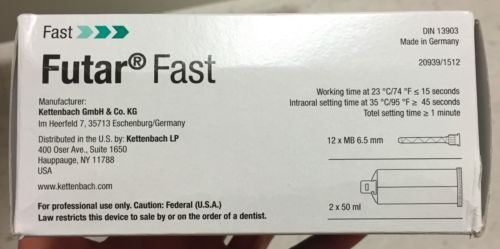 Fast
DIN 13903
Made in Germany
Futar® Fast
20939/1512
Working time at 23 °C/74 °F ≤ 15 seconds
Intraoral setting time at 35 °C/95 °F ≥ 45 seconds
Total setting time ≥ 1 minute
Manufacturer:
Kettenbach GmbH & Co. KG
Im Heerfeld 7, 35713 Eschenburg/Germany
Distributed in the U.S. by: Kettenbach LP
400 Oser Ave., Suite 1650
Hauppauge, NY 11788
USA
www.kettenbach.com
12 x MB 6.5 mm
2 x 50 ml
For professional use only. Caution: Federal (U.S.A.)
Law restricts this device to sale by or on the order of a dentist.